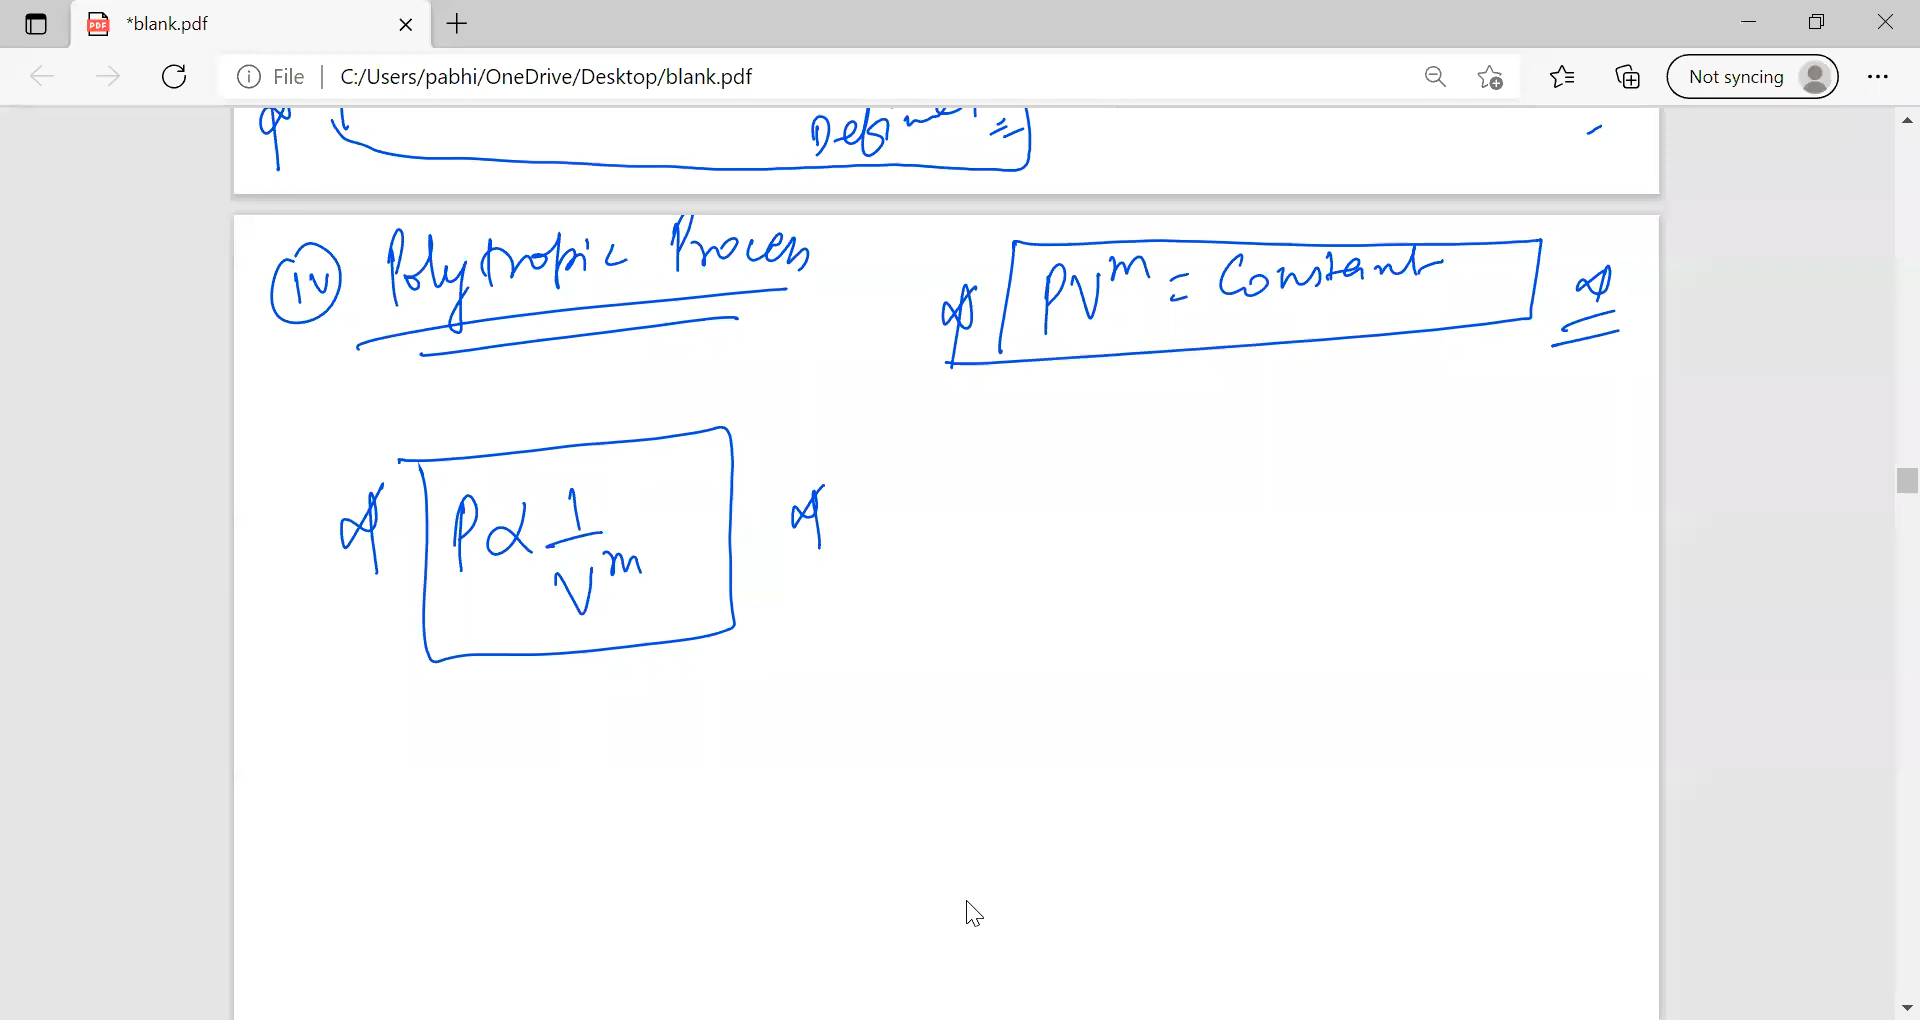 *blank.pdf
File | C:/Users/pabhi/OneDrive/Desktop/blank.pdf
Not syncing
(iv) Polytropic Process
PV^m = Constant
P ∝ 1/V^m